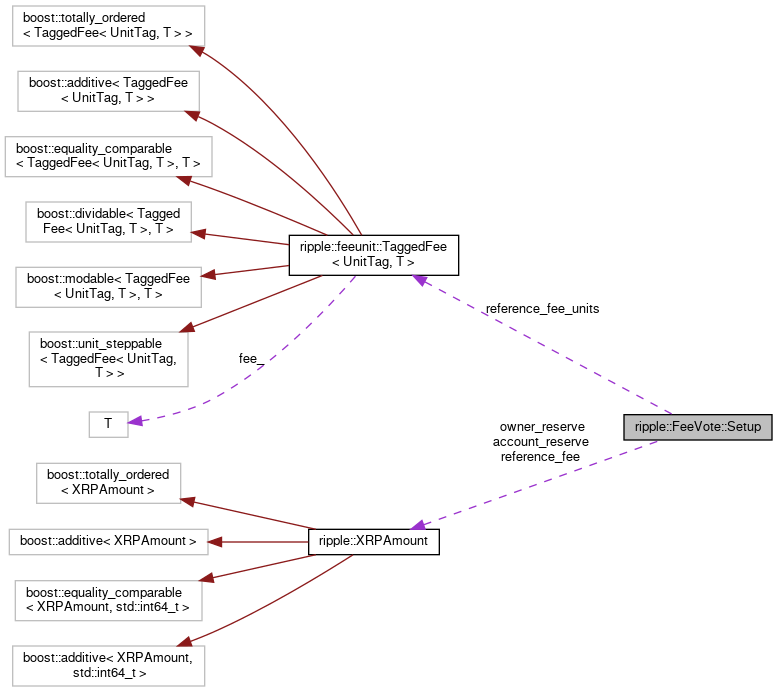 boost::totally_ordered
< TaggedFee< UnitTag, T > >
boost::additive< TaggedFee
< UnitTag, T > >
boost::equality_comparable
< TaggedFee< UnitTag, T >, T >
boost::dividable< Tagged
Fee< UnitTag, T >, T >
ripple::feeunit::TaggedFee
< UnitTag, T >
boost::modable< TaggedFee
< UnitTag, T >, T >
reference_fee_units
boost::unit_steppable
< TaggedFee< UnitTag,
T > >
fee_
T
ripple::FeeVote::Setup
owner_reserve
account_reserve
reference_fee
boost::totally_ordered
< XRPAmount >
boost::additive< XRPAmount >
ripple::XRPAmount
boost::equality_comparable
< XRPAmount, std::int64_t >
boost::additive< XRPAmount,
std::int64_t >